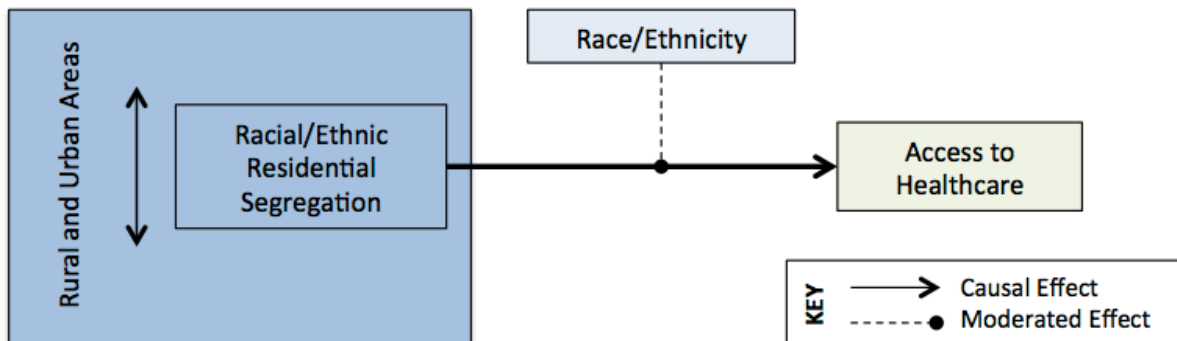 Rural and Urban Areas
Racial/Ethnic
Residential
Segregation
Race/Ethnicity
Access to
Healthcare
KEY
Causal Effect
Moderated Effect